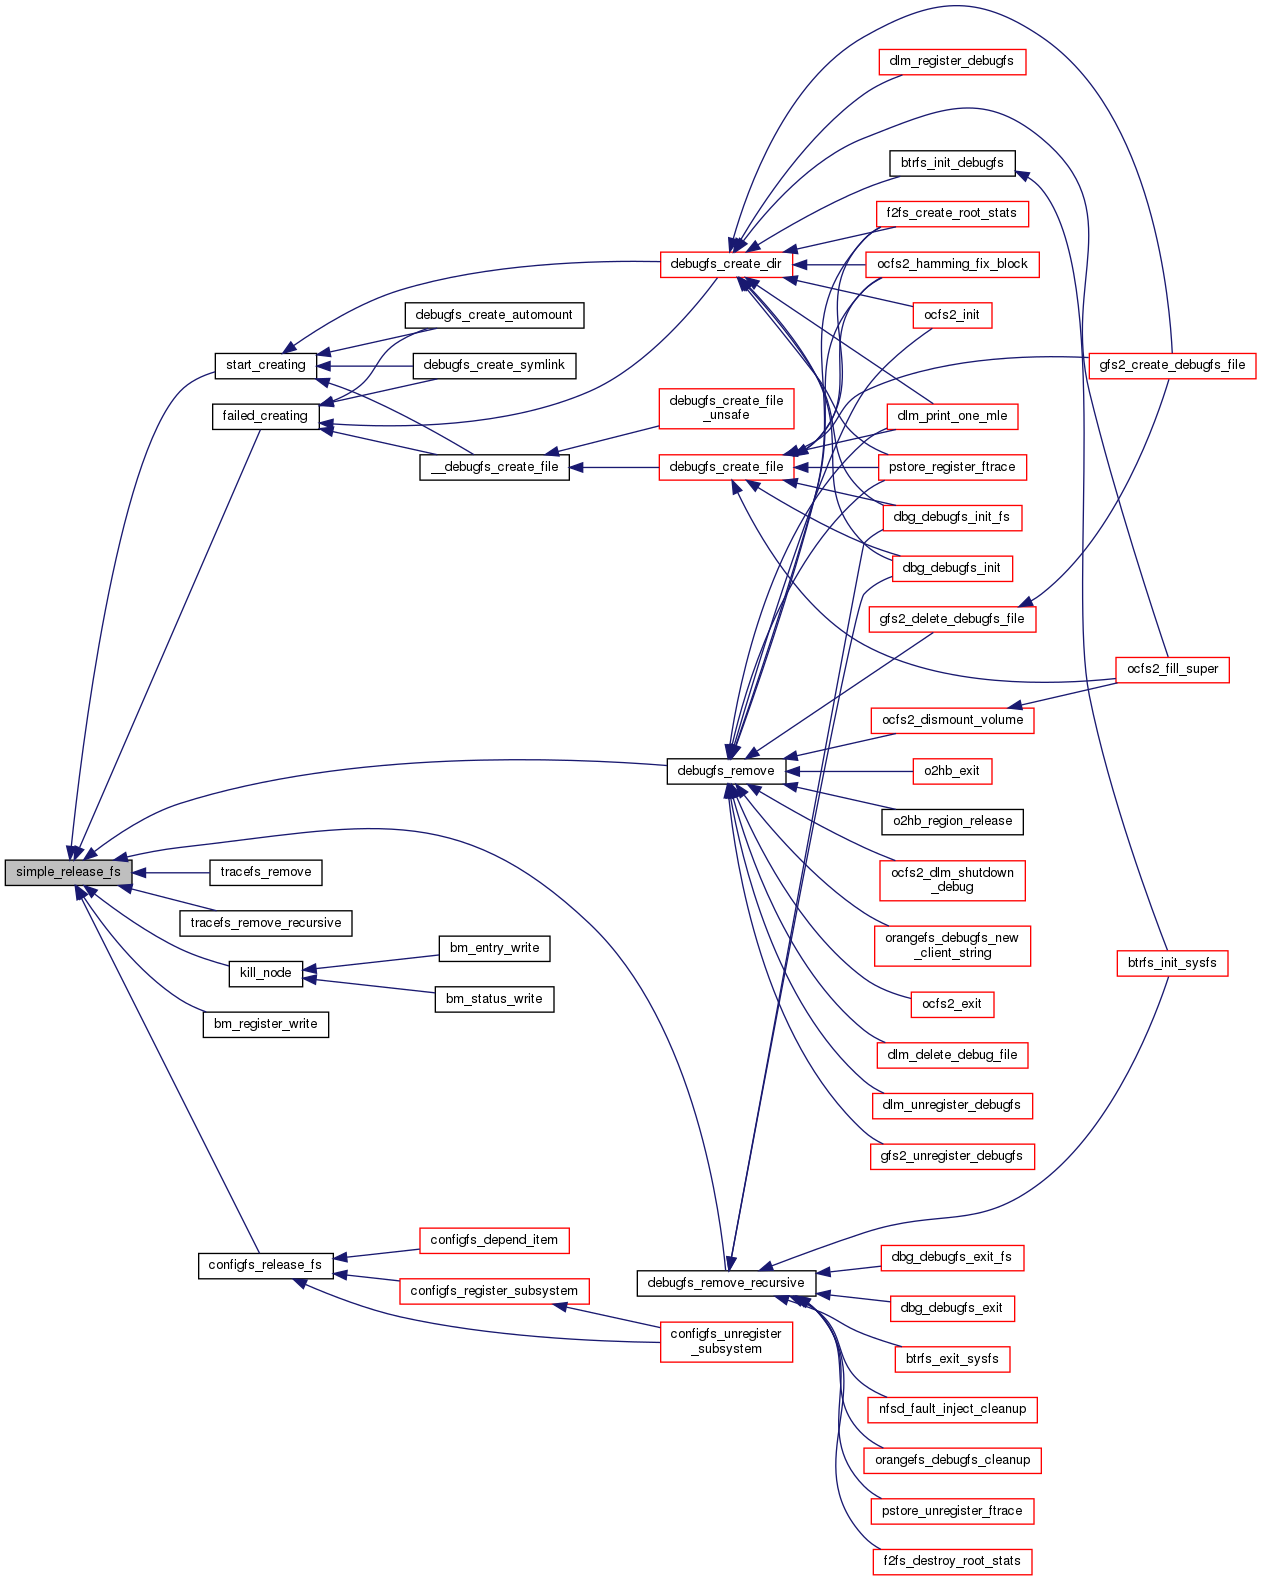 dlm_register_debugfs
btrfs_init_debugfs
f2fs_create_root_stats
debugfs_create_dir
ocfs2_hamming_fix_block
debugfs_create_automount
ocfs2_init
start_creating
debugfs_create_symlink
gfs2_create_debugfs_file
failed_creating
debugfs_create_file
_unsafe
dlm_print_one_mle
__debugfs_create_file
debugfs_create_file
pstore_register_ftrace
dbg_debugfs_init_fs
dbg_debugfs_init
gfs2_delete_debugfs_file
ocfs2_fill_super
ocfs2_dismount_volume
debugfs_remove
o2hb_exit
o2hb_region_release
simple_release_fs
tracefs_remove
ocfs2_dlm_shutdown
_debug
tracefs_remove_recursive
orangefs_debugfs_new
_client_string
bm_entry_write
btrfs_init_sysfs
kill_node
bm_status_write
ocfs2_exit
bm_register_write
dlm_delete_debug_file
dlm_unregister_debugfs
gfs2_unregister_debugfs
configfs_depend_item
configfs_release_fs
dbg_debugfs_exit_fs
debugfs_remove_recursive
configfs_register_subsystem
dbg_debugfs_exit
configfs_unregister
_subsystem
btrfs_exit_sysfs
nfsd_fault_inject_cleanup
orangefs_debugfs_cleanup
pstore_unregister_ftrace
f2fs_destroy_root_stats